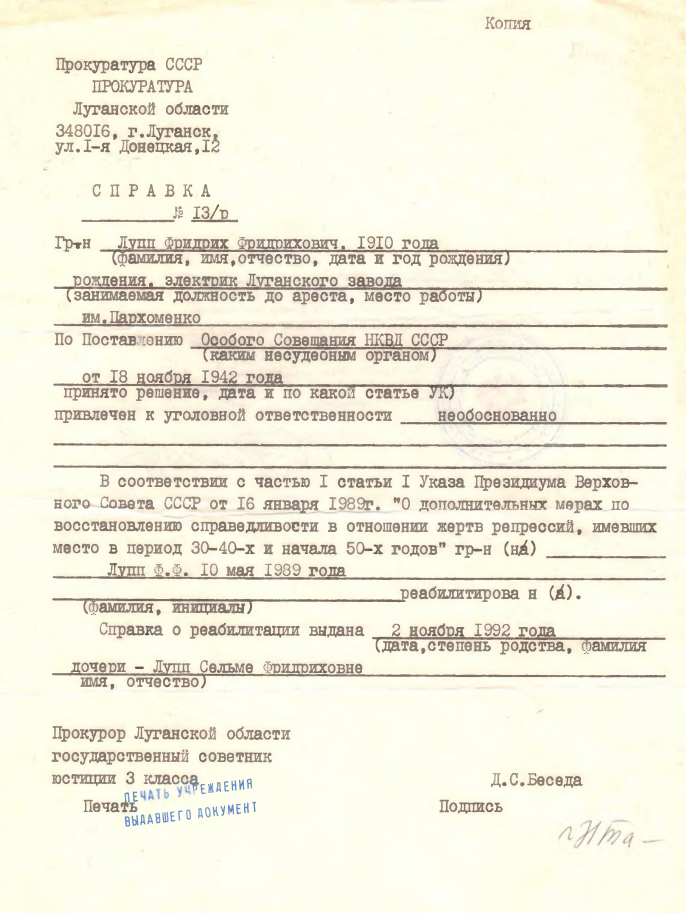 Копия
Прокуратура СССР
ПРОКУРАТУРА
Луганской области
348016, г.Луганск,
ул.I-я Донецкая,12
С П Р А В К А
№ 13/р
Гр-н Лупп Фридрих Фридрихович. 1910 года
(фамилия, имя,отчество, дата и год рождения)
рождения. электрик Луганского завода
(занимаемая должность до ареста, место работы)
им.Пархоменко
По Постановлению Особого Совещания НКВД СССР
(каким несудебным органом)
от 18 ноября 1942 года
принято решение, дата и по какой статье УК)
привлечен к уголовной ответственности необоснованно
В соответствии с частью I статьи I Указа Президиума Верхов-
ного Совета СССР от 16 января 1989г. "О дополнительных мерах по
восстановлению справедливости в отношении жертв репрессий, имевших
место в период 30-40-х и начала 50-х годов" гр-н (на)
Лупп Ф.Ф. 10 мая 1989 года
реабилитирова н (а).
(фамилия, инициалы)
Справка о реабилитации выдана 2 ноября 1992 года
(дата,степень родства, фамилия
дочери - Лупп Сельме Фридриховне
имя, отчество)
Прокурор Луганской области
государственный советник
юстиции 3 класса
Д.С.Беседа
Печать
Подпись
ПЕЧАТЬ УЧРЕЖДЕНИЯ
ВЫДАВШЕГО ДОКУМЕНТ